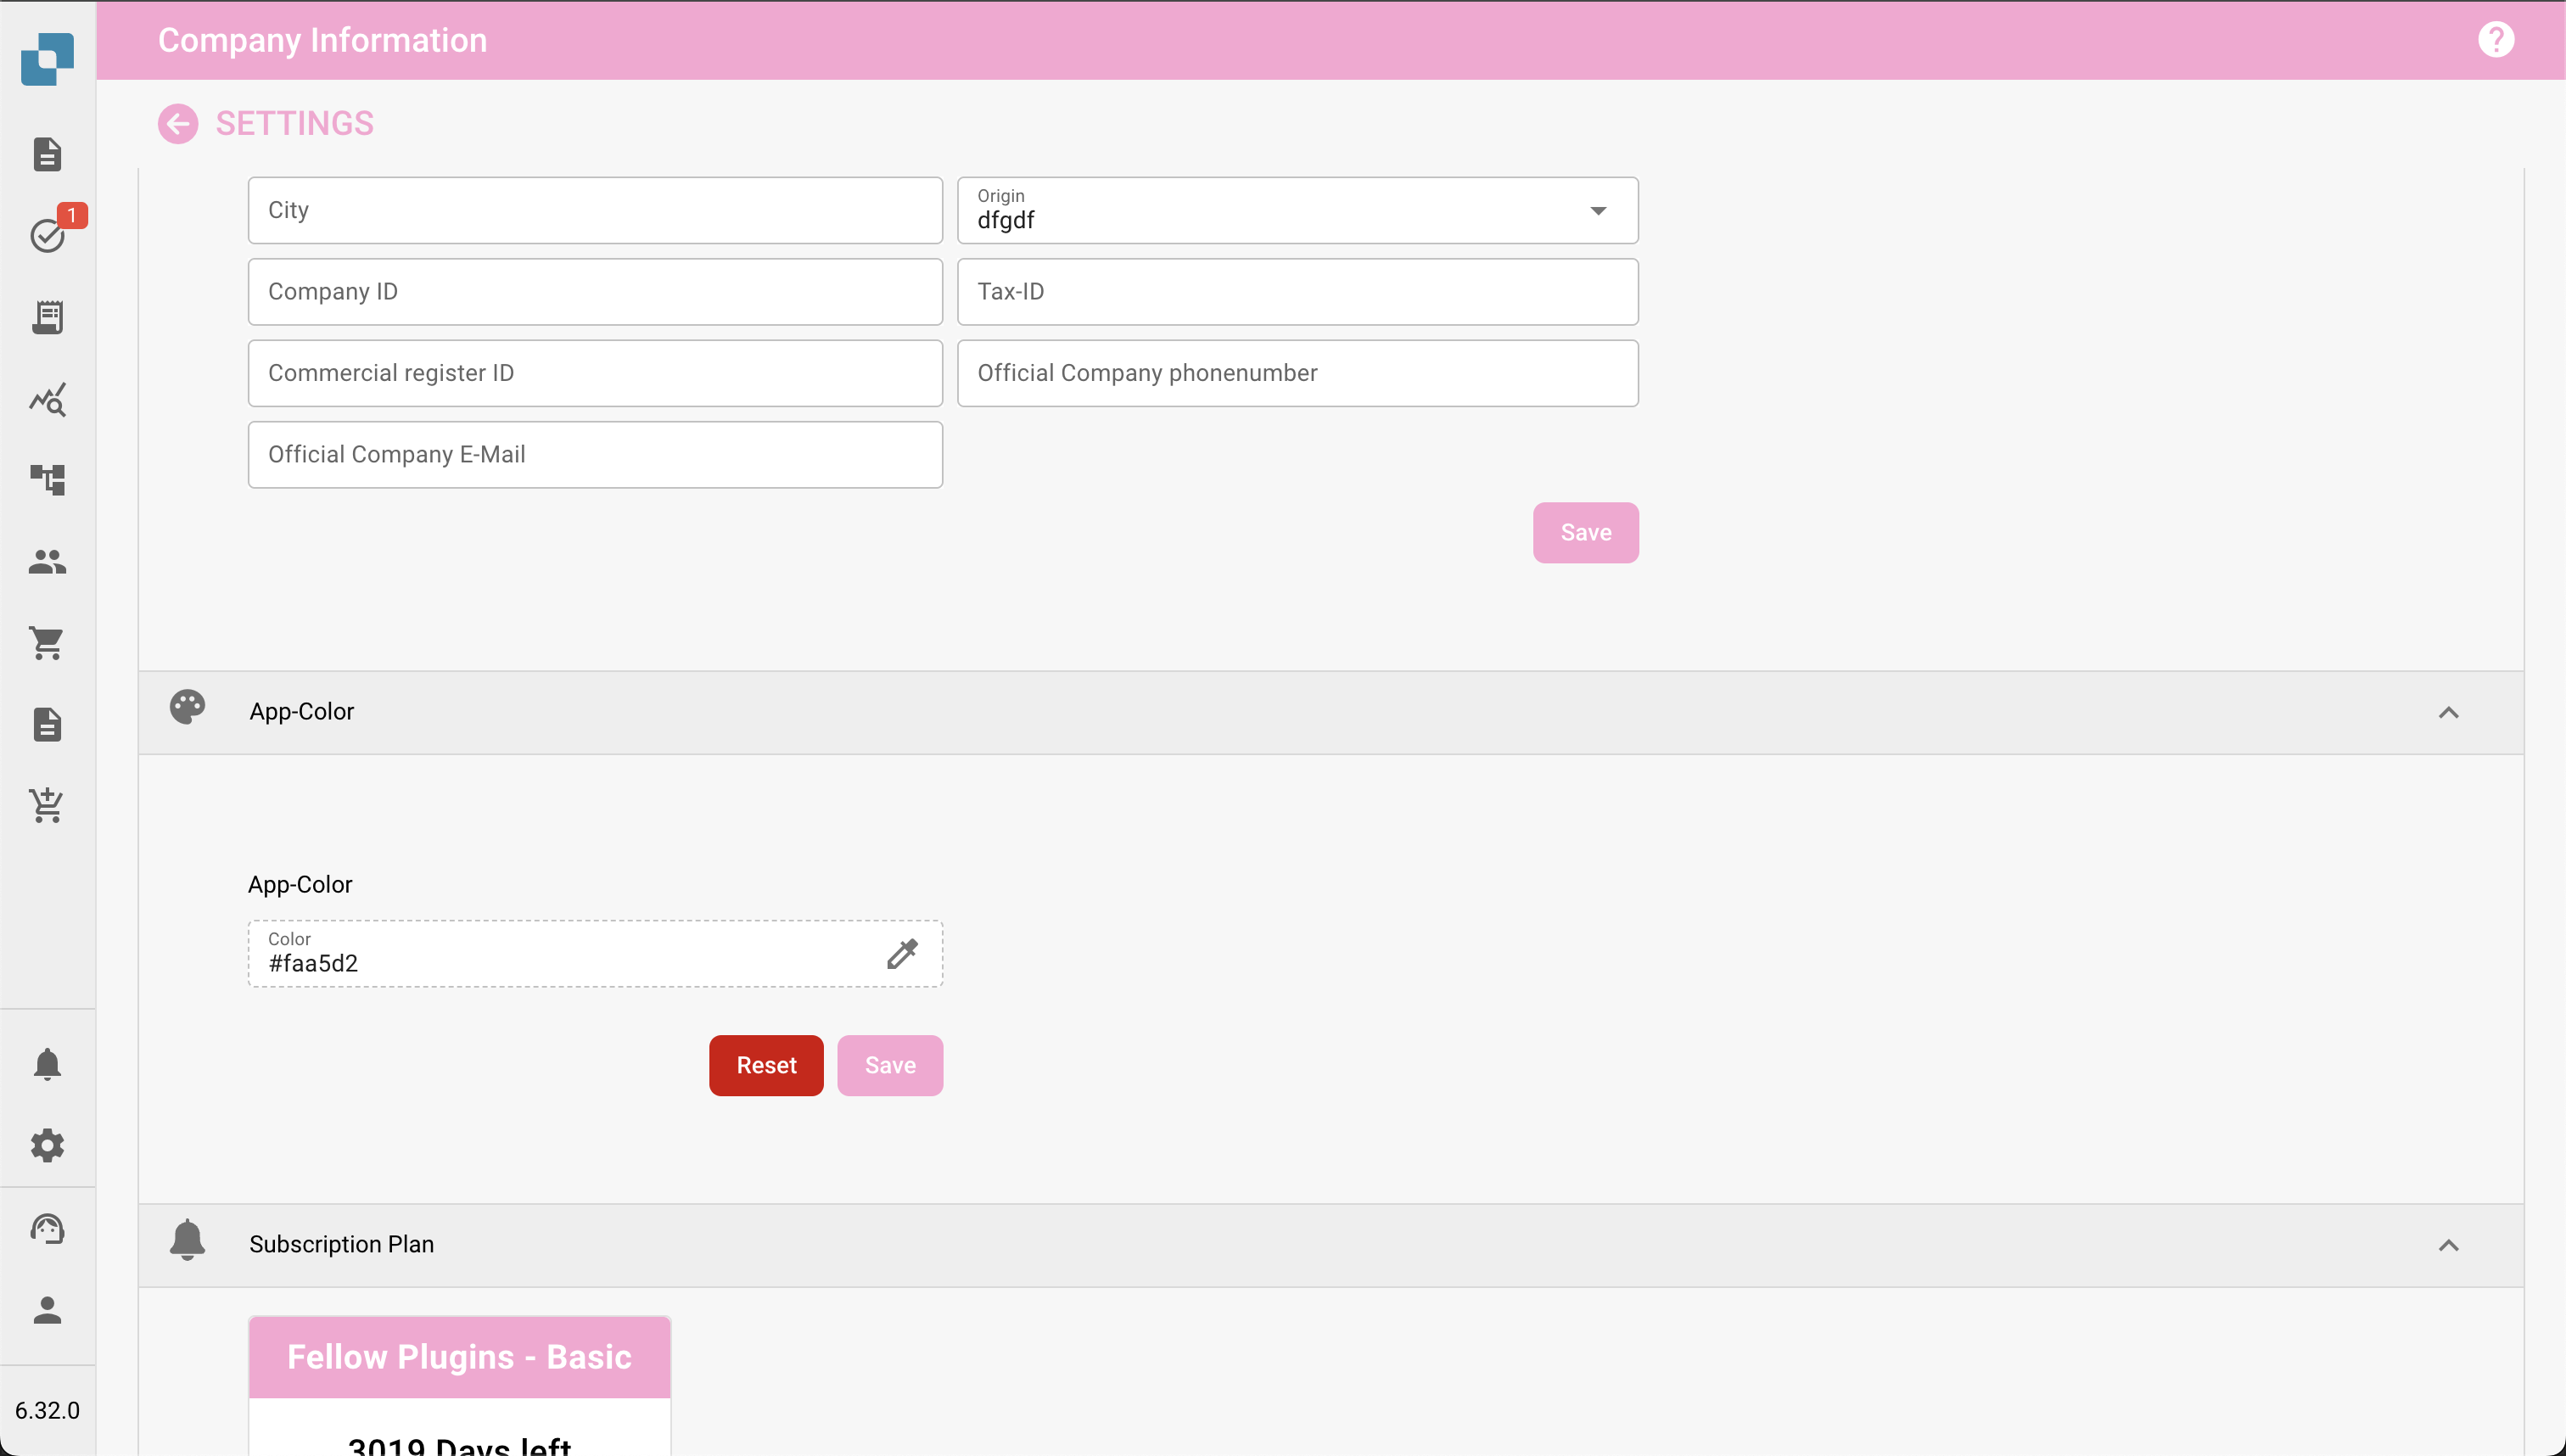 Company Information
?
SETTINGS
1
City
Origin
dfgdf
Company ID
Tax-ID
Commercial register ID
Official Company phonenumber
Official Company E-Mail
Save
App-Color
App-Color
Color
#faa5d2
Reset
Save
Subscription Plan
Fellow Plugins - Basic
3019 Days left
6.32.0